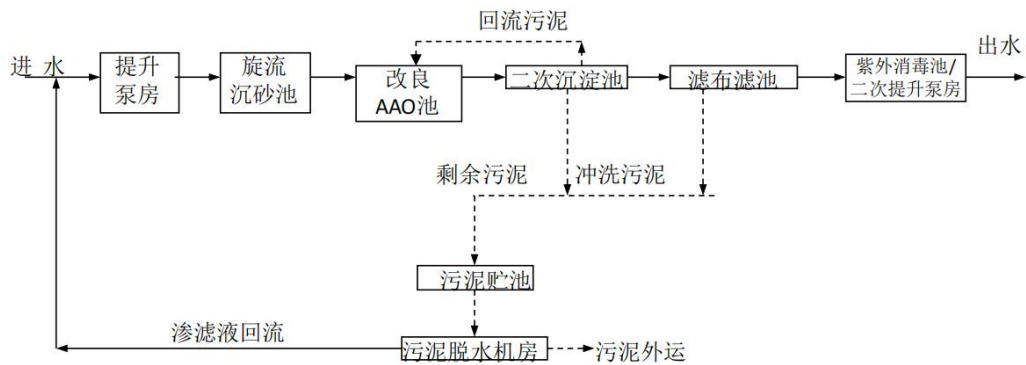 回流污泥
出水
进 水
提升
泵房
旋流
沉砂池
改良
AAO池
二次沉淀池
滤布滤池
紫外消毒池/
二次提升泵房
剩余污泥
冲洗污泥
污泥贮池
渗滤液回流
污泥脱水机房
污泥外运